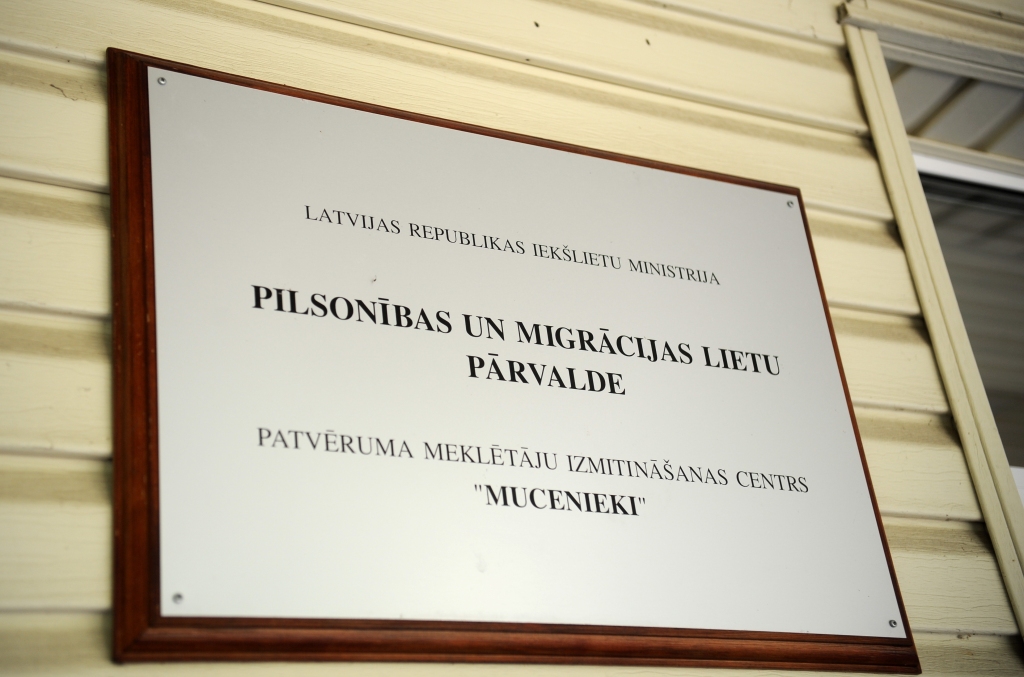 LATVIJAS REPUBLIKAS IEKŠLIETU MINISTRIJA
PILSONĪBAS UN MIGRĀCIJAS LIETU
PĀRVALDE
PATVĒRUMA MEKLĒTĀJU IZMITINĀŠANAS CENTRS
"MUCENIEKI"